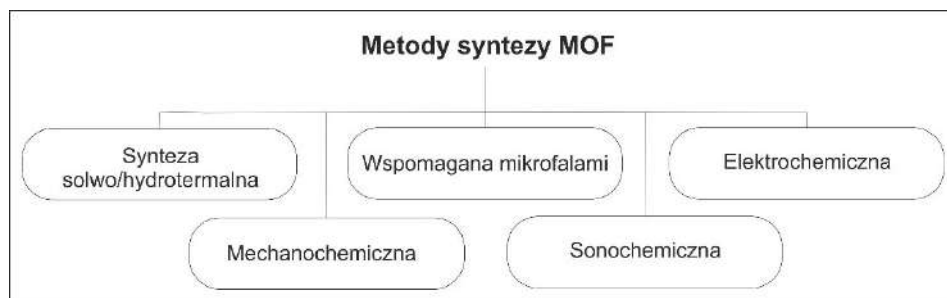 Metody syntezy MOF
Synteza
solwo/hydrotermalna
Wspomagana mikrofalami
Elektrochemiczna
Mechanochemiczna
Sonochemiczna